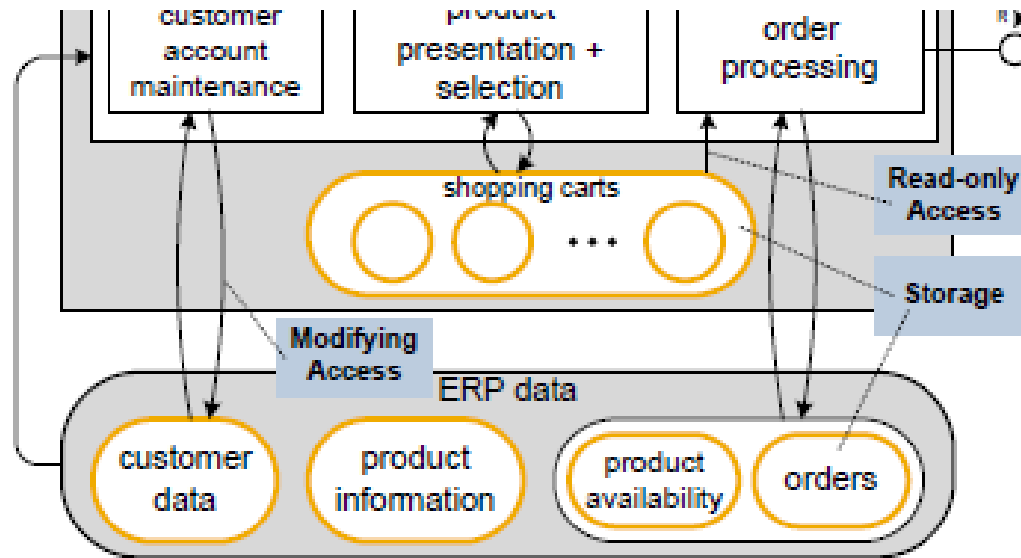 customer
account
maintenance
product
presentation +
selection
order
processing
R
shopping carts
Read-only
Access
Storage
Modifying
Access
ERP data
customer
data
product
information
product
availability
orders